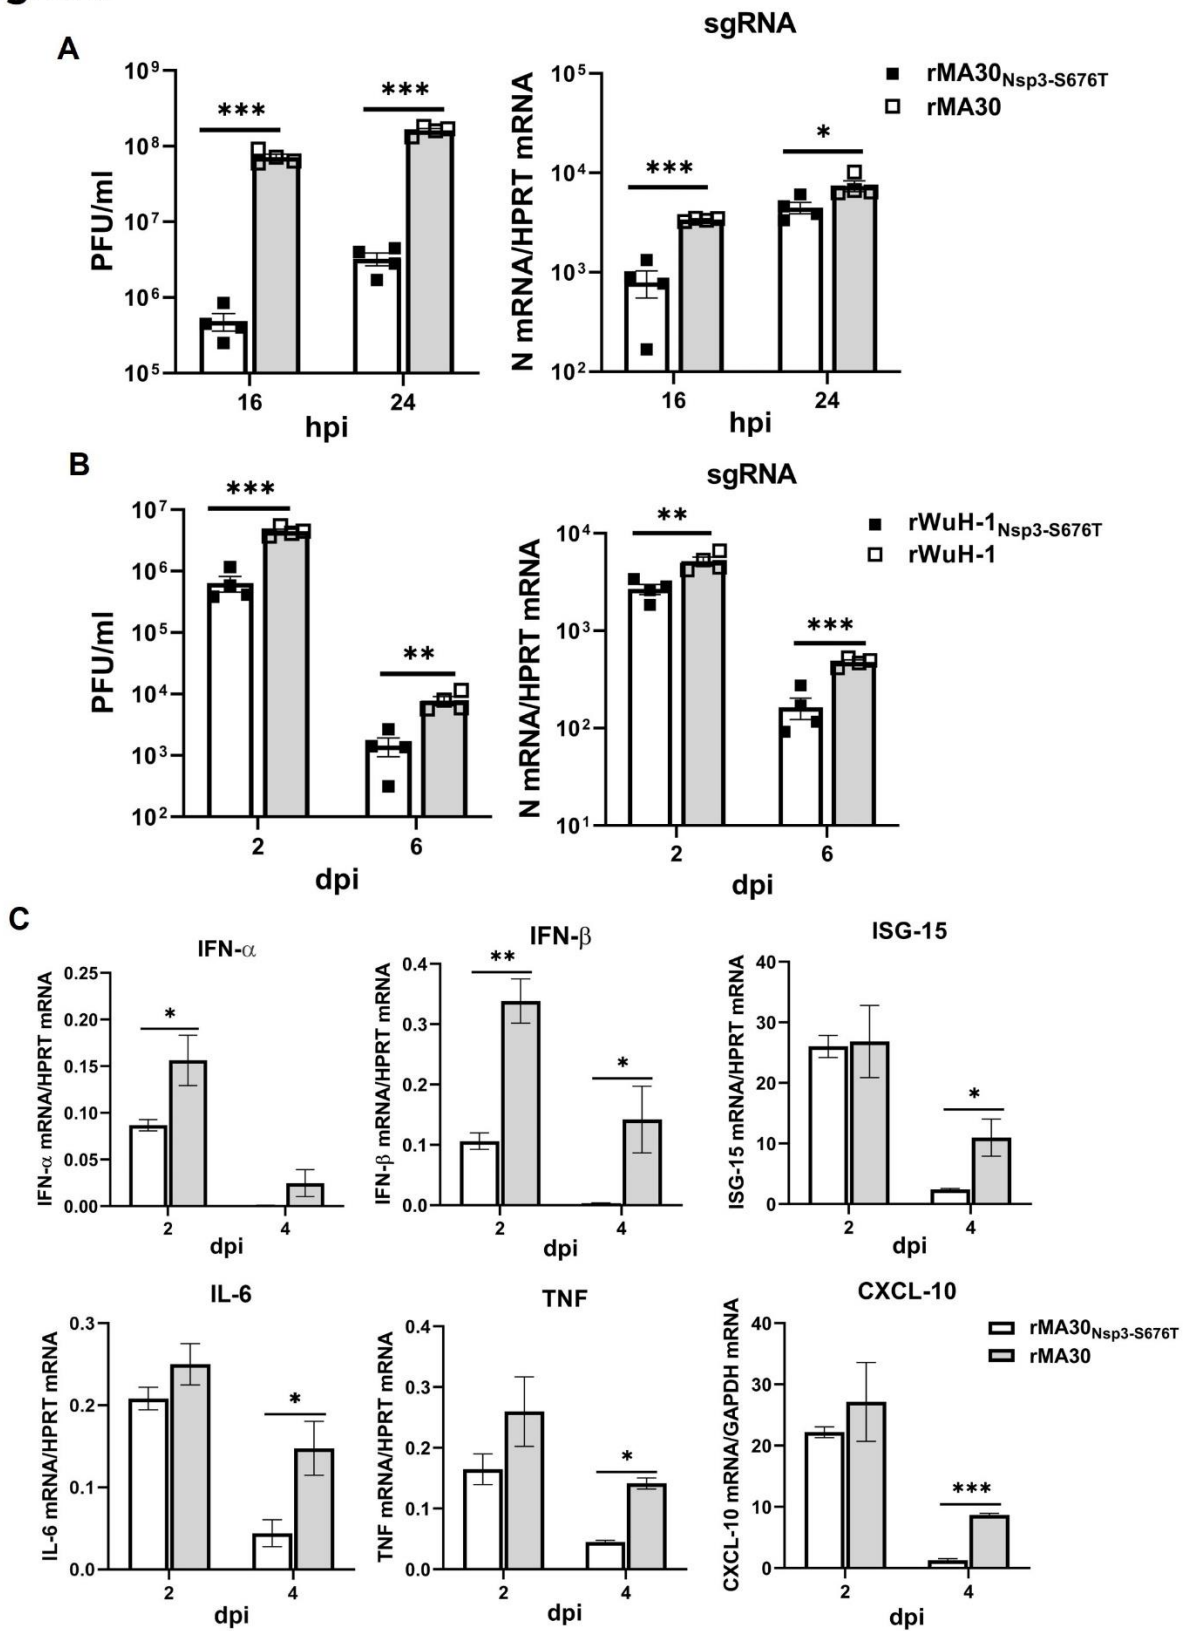 A
sgRNA
PFU/ml
10⁹
10⁸
10⁷
10⁶
10⁵
***
***
16
24
hpi
N mRNA/HPRT mRNA
10⁵
10⁴
10³
10²
***
*
16
24
hpi
rMA30Nsp3-S676T
rMA30
B
PFU/ml
10⁷
10⁶
10⁵
10⁴
10³
10²
***
**
2
6
dpi
sgRNA
N mRNA/HPRT mRNA
10⁴
10³
10²
10¹
**
***
2
6
dpi
rWuH-1Nsp3-S676T
rWuH-1
C
IFN-α
IFN-α mRNA/HPRT mRNA
0.25
0.20
0.15
0.10
0.05
0.00
*
2
4
dpi
IFN-β
IFN-β mRNA/HPRT mRNA
0.4
0.3
0.2
0.1
0.0
**
*
2
4
dpi
ISG-15
ISG-15 mRNA/HPRT mRNA
40
30
20
10
0
*
2
4
dpi
IL-6
IL-6 mRNA/HPRT mRNA
0.3
0.2
0.1
0.0
*
2
4
dpi
TNF
TNF mRNA/HPRT mRNA
0.4
0.3
0.2
0.1
0.0
*
2
4
dpi
CXCL-10
CXCL-10 mRNA/GAPDH mRNA
40
30
20
10
0
***
2
4
dpi
rMA30Nsp3-S676T
rMA30